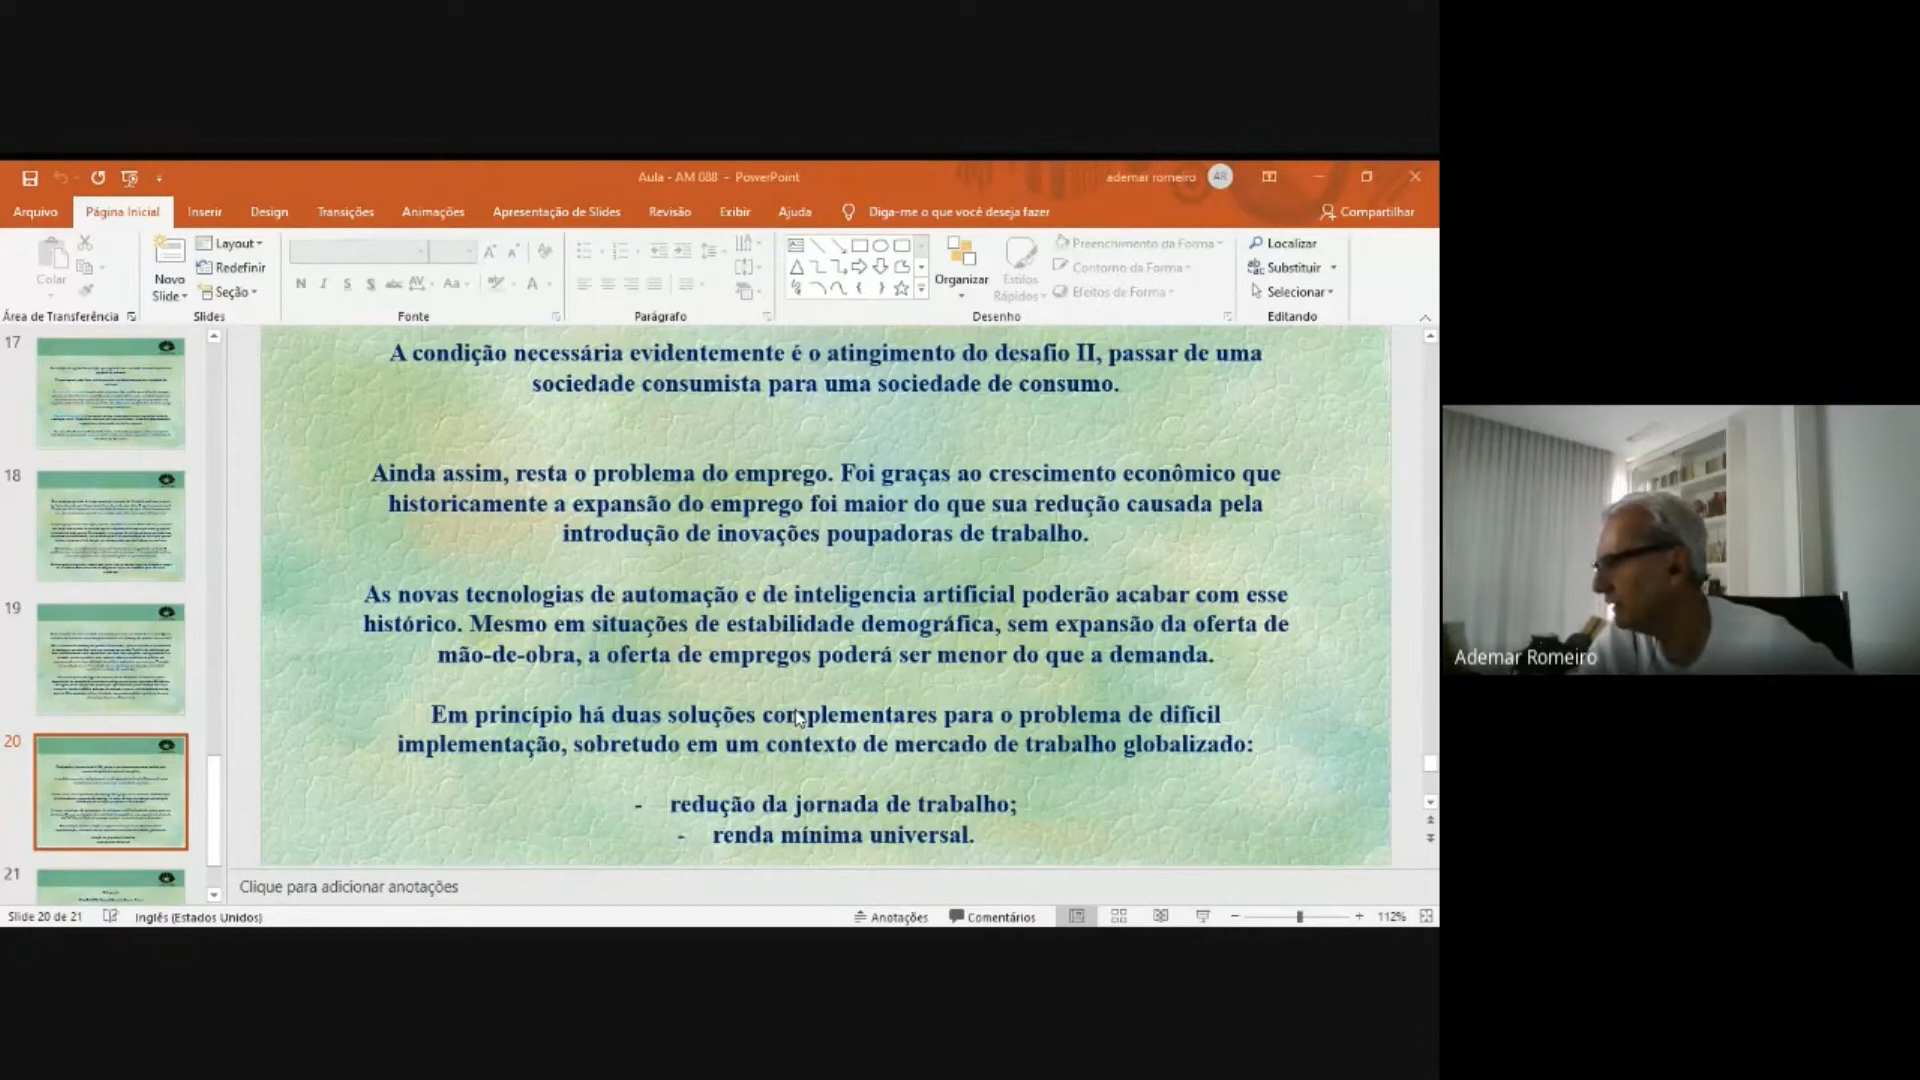 Aula - AM 088 - PowerPoint
ademar romeiro
AR
Arquivo
Página Inicial
Inserir
Design
Transições
Animações
Apresentação de Slides
Revisão
Exibir
Ajuda
Diga-me o que você deseja fazer
Compartilhar
Colar
Novo
Slide
Layout
Redefinir
Seção
Organizar
Estilos
Rápidos
Preenchimento da Forma
Contorno da Forma
Efeitos de Forma
Localizar
Substituir
Selecionar
Área de Transferência
Slides
Fonte
Parágrafo
Desenho
Editando
17
18
19
20
21
A condição necessária evidentemente é o atingimento do desafio II, passar de uma
sociedade consumista para uma sociedade de consumo.
Ainda assim, resta o problema do emprego. Foi graças ao crescimento econômico que
historicamente a expansão do emprego foi maior do que sua redução causada pela
introdução de inovações poupadoras de trabalho.
As novas tecnologias de automação e de inteligencia artificial poderão acabar com esse
histórico. Mesmo em situações de estabilidade demográfica, sem expansão da oferta de
mão-de-obra, a oferta de empregos poderá ser menor do que a demanda.
Em princípio há duas soluções complementares para o problema de difícil
implementação, sobretudo em um contexto de mercado de trabalho globalizado:
- redução da jornada de trabalho;
- renda mínima universal.
Clique para adicionar anotações
Slide 20 de 21
Inglês (Estados Unidos)
Anotações
Comentários
112%
Ademar Romeiro